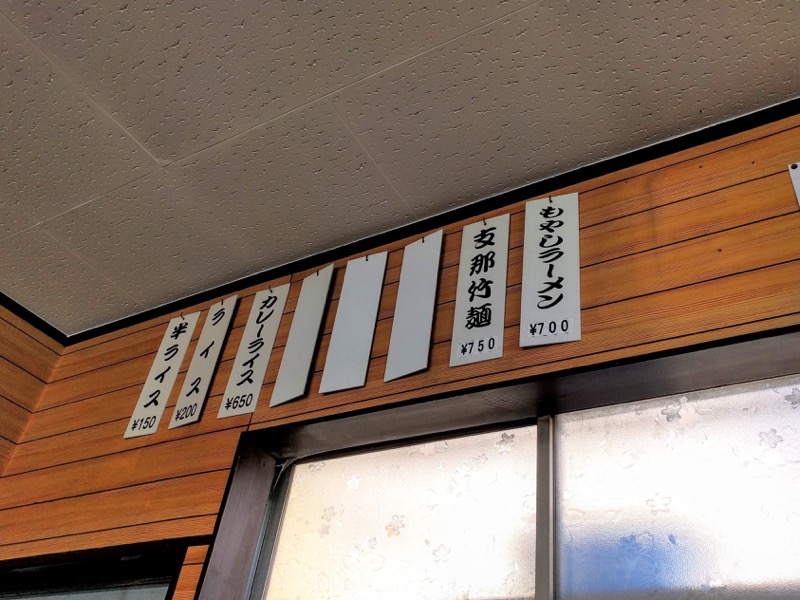 もやしラーメン
¥700
支那竹麺
¥750
カレーライス
¥650
ライス
¥200
半ライス
¥150